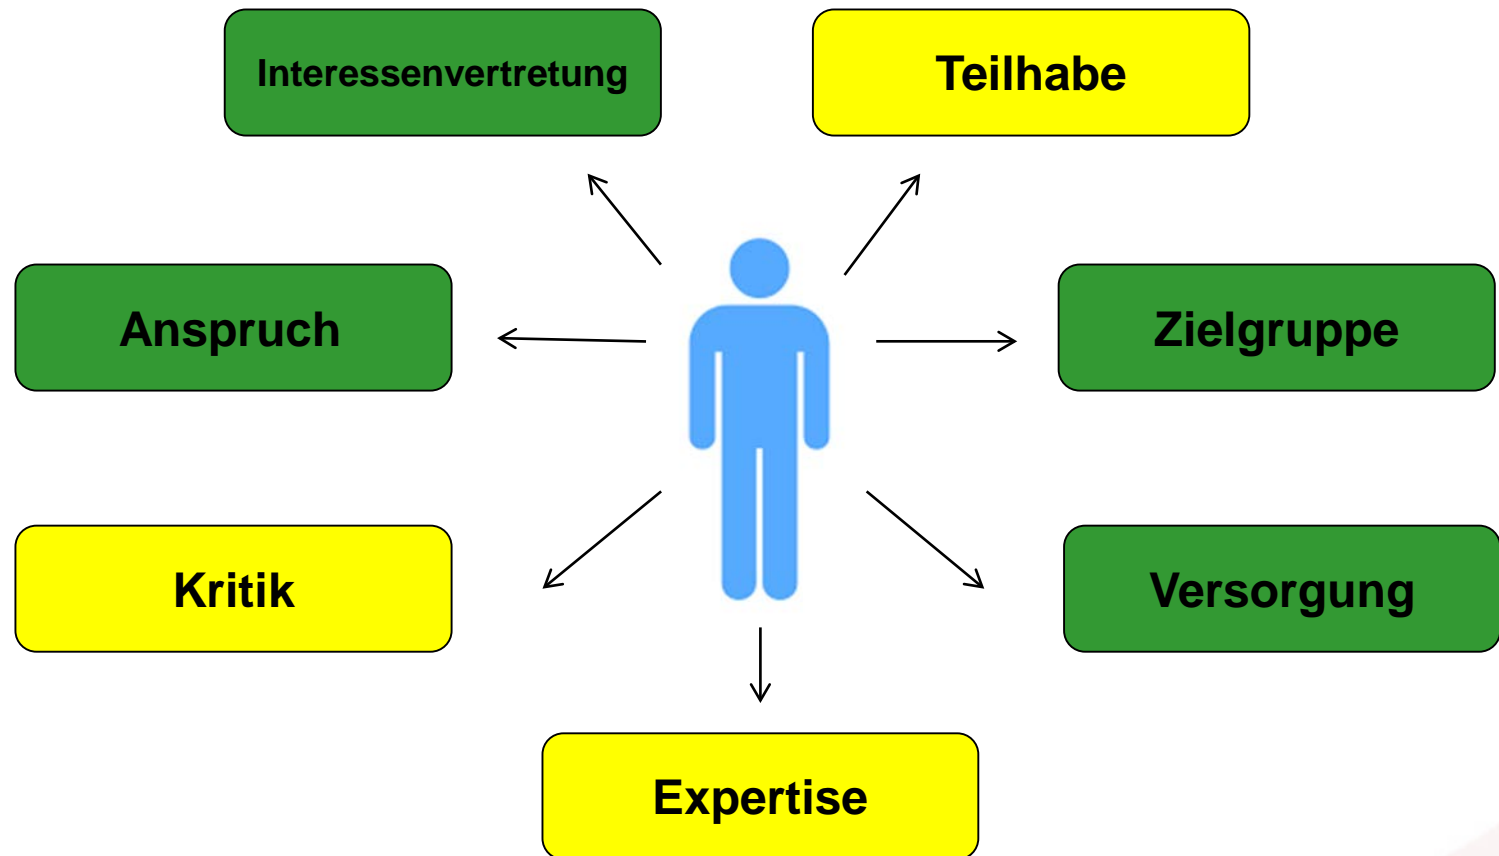 Interessenvertretung
Teilhabe
Anspruch
Zielgruppe
Kritik
Versorgung
Expertise